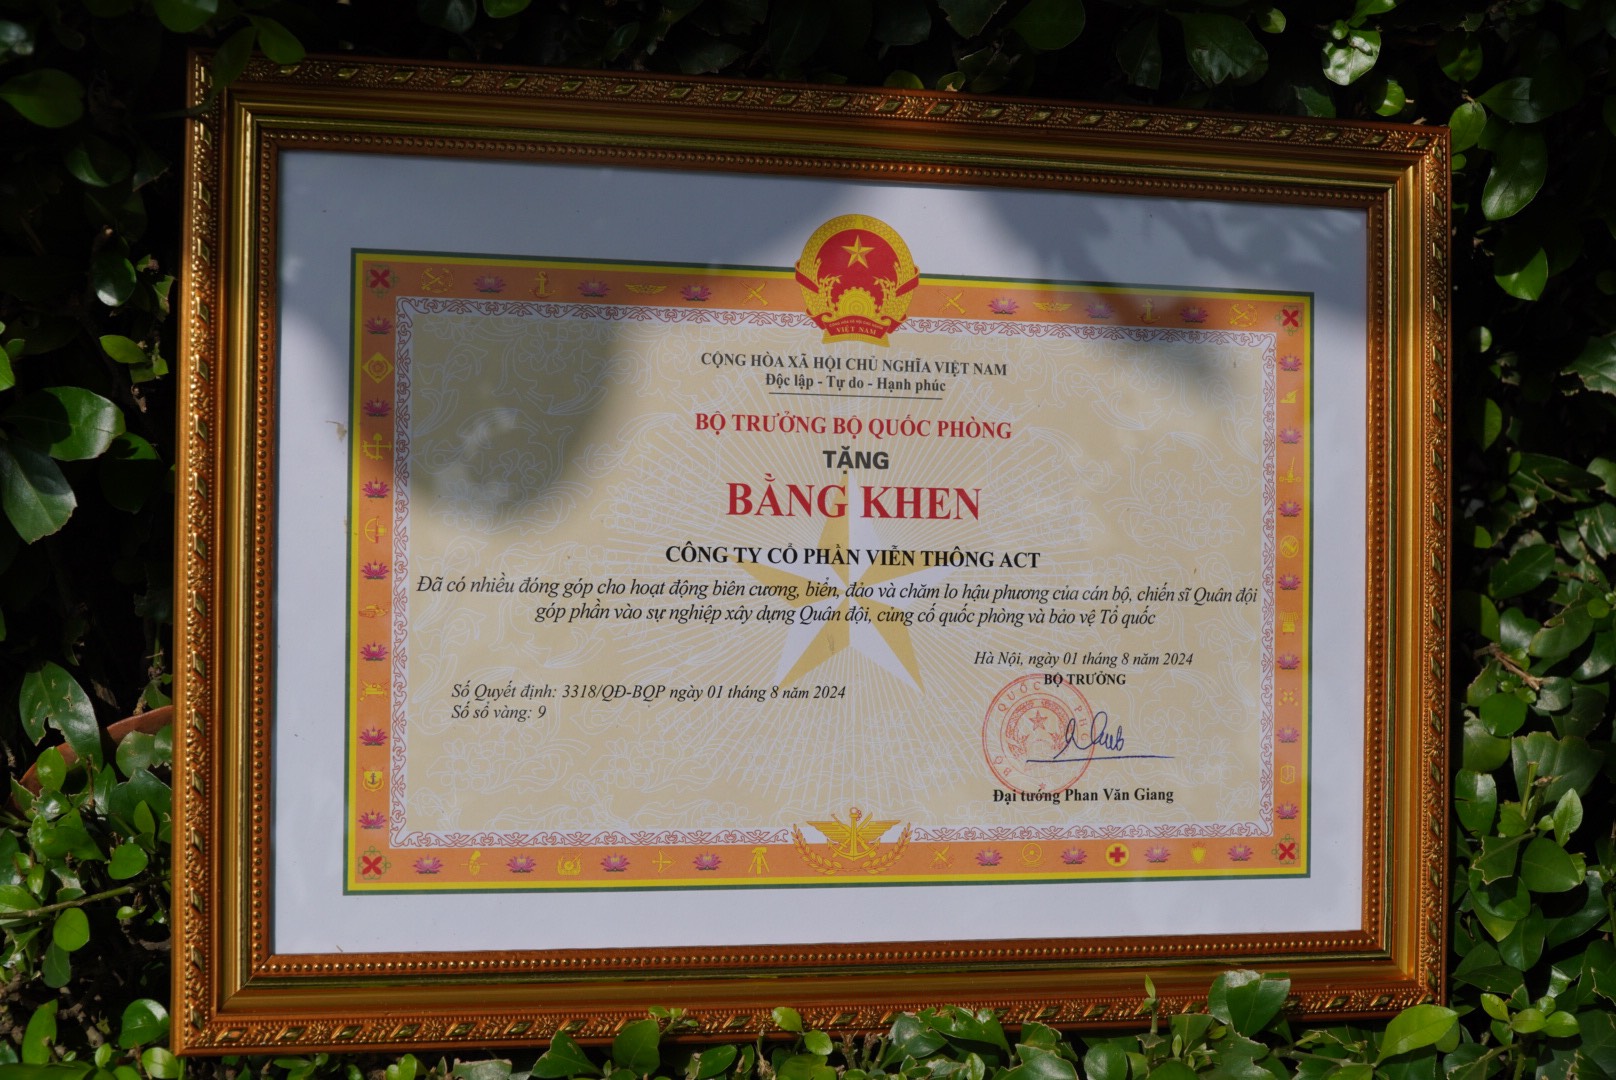 VIỆT NAM
CỘNG HÒA XÃ HỘI CHỦ NGHĨA VIỆT NAM
Độc lập - Tự do - Hạnh phúc
BỘ TRƯỞNG BỘ QUỐC PHÒNG
TẶNG
BẰNG KHEN
CÔNG TY CỔ PHẦN VIỄN THÔNG ACT
Đã có nhiều đóng góp cho hoạt động biên cương, biển, đảo và chăm lo hậu phương của cán bộ, chiến sĩ Quân đội
góp phần vào sự nghiệp xây dựng Quân đội, củng cố quốc phòng và bảo vệ Tổ quốc
Hà Nội, ngày 01 tháng 8 năm 2024
BỘ TRƯỞNG
Số Quyết định: 3318/QĐ-BQP ngày 01 tháng 8 năm 2024
Số sổ vàng: 9
BỘ QUỐC PHÒNG
Đại tướng Phan Văn Giang